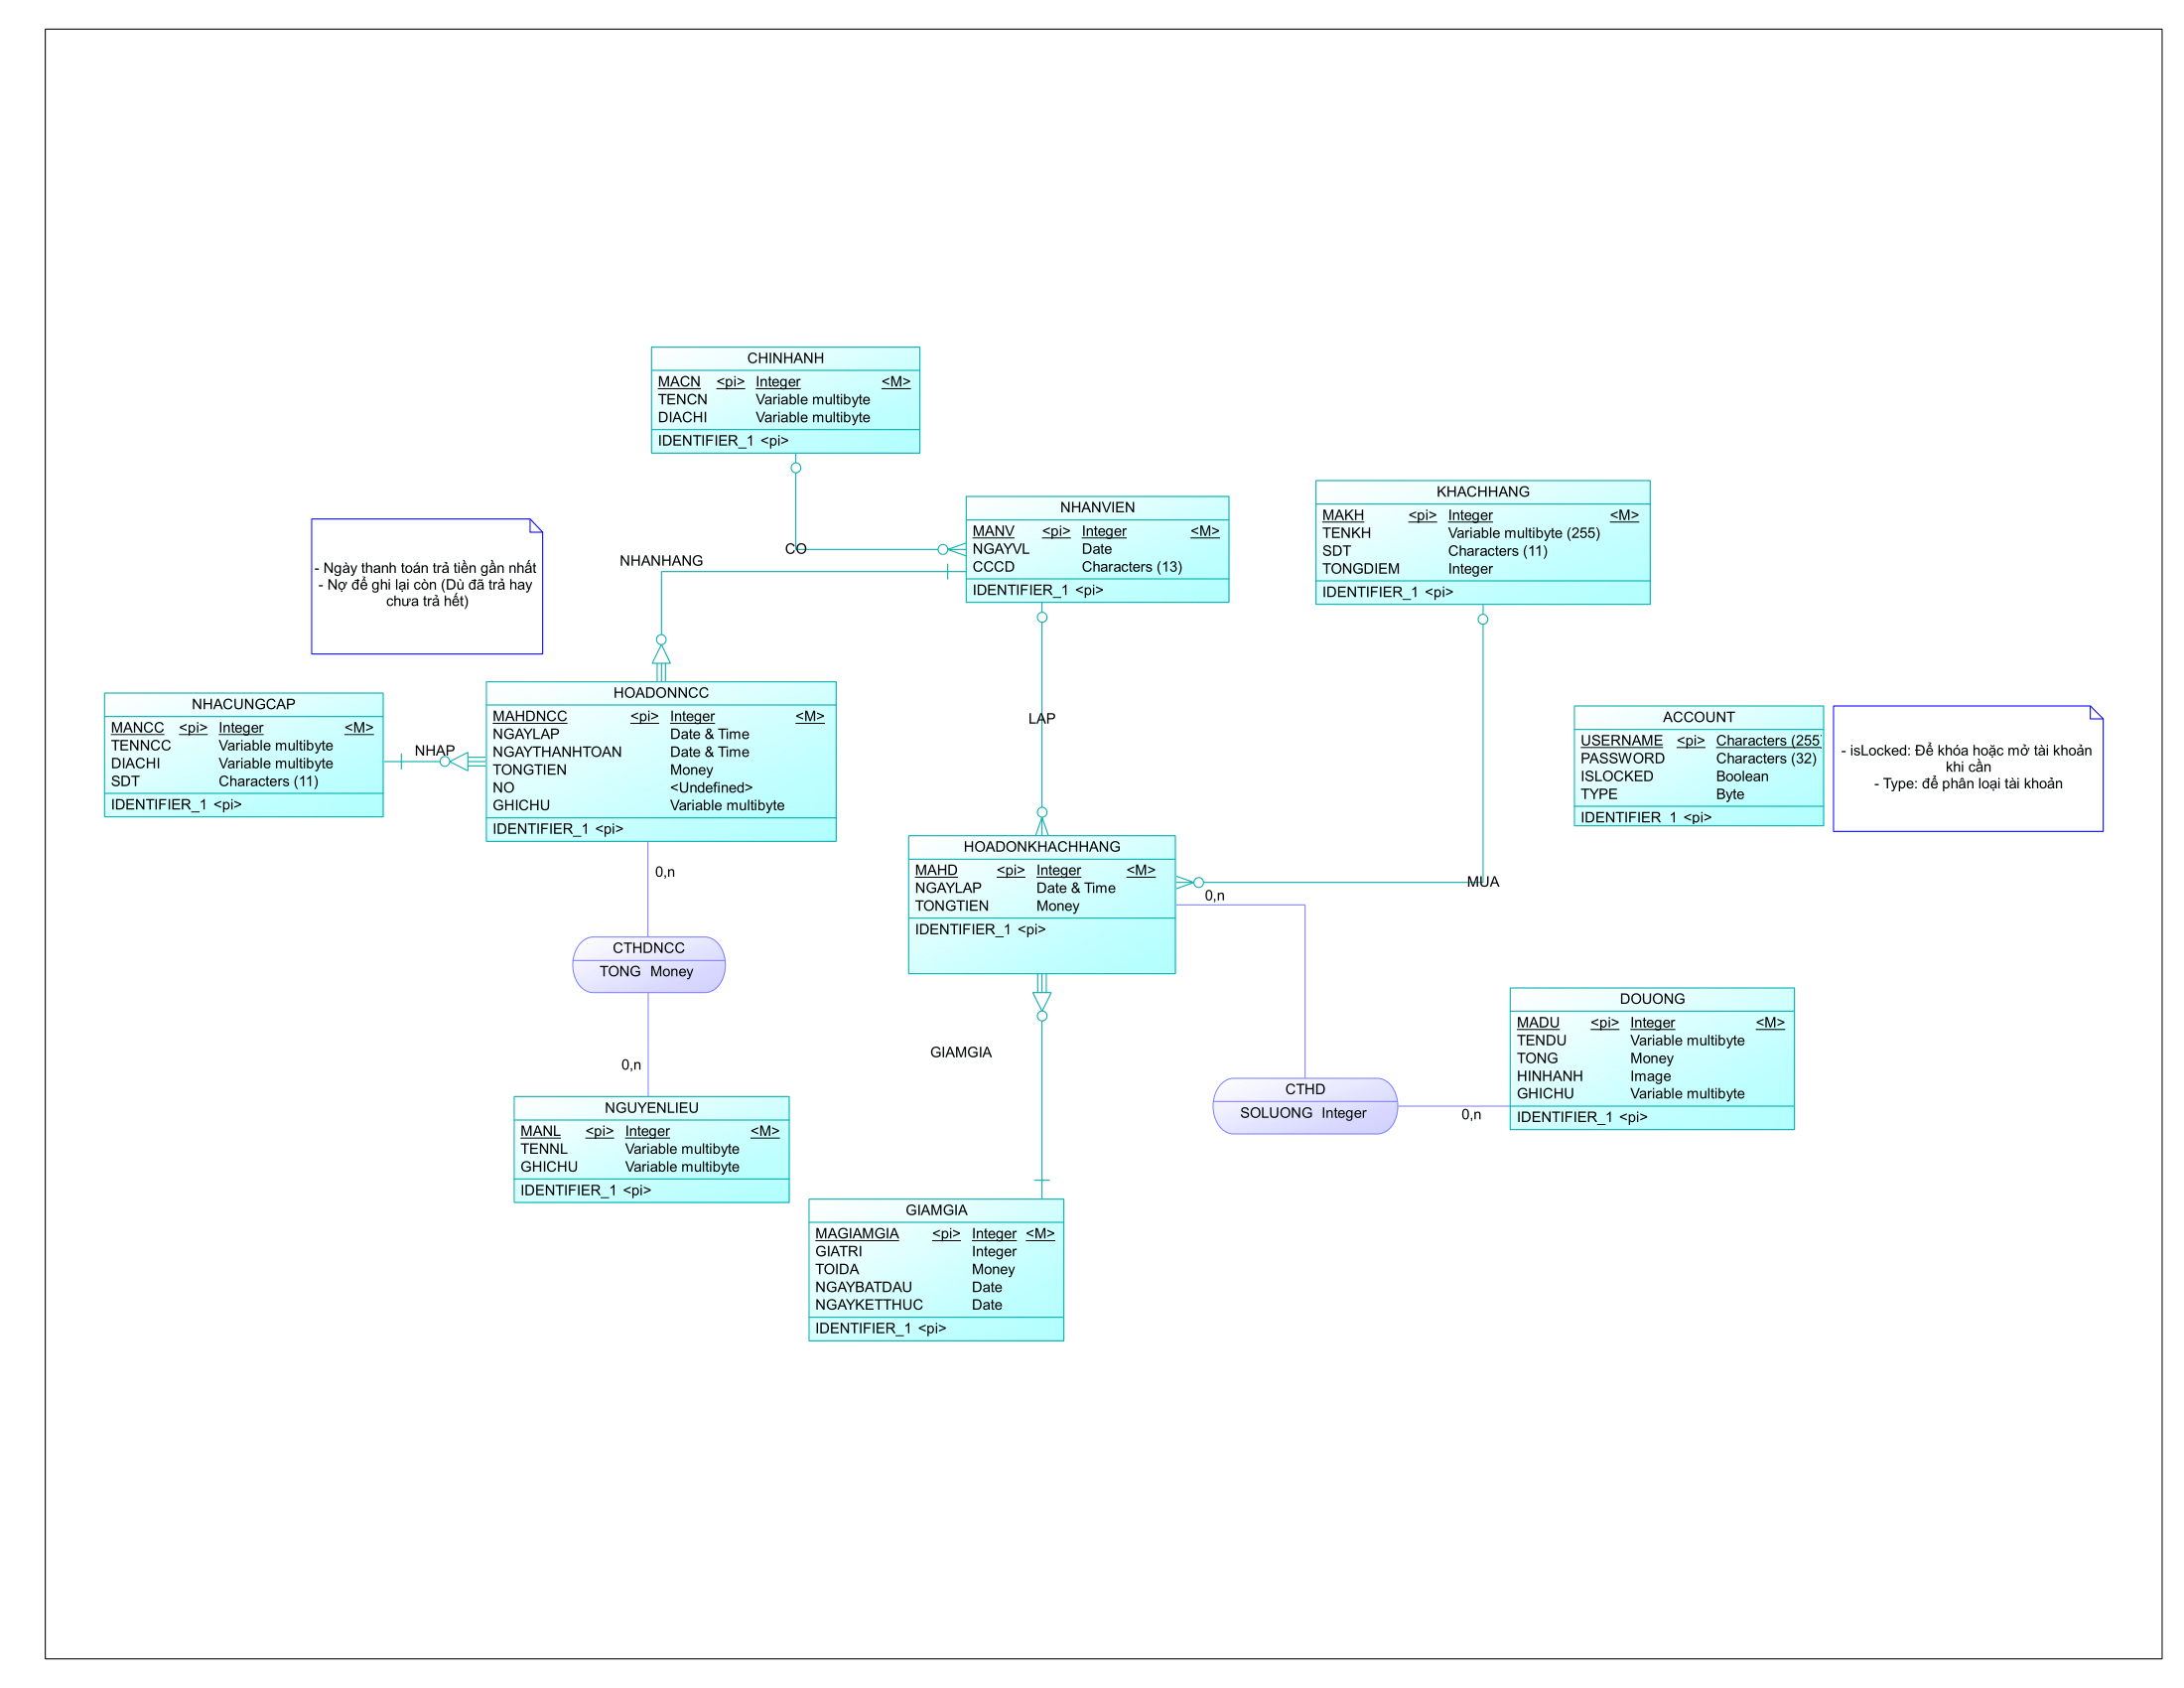 CHINHANH
MACN <pi> Integer <M>
TENCN Variable multibyte
DIACHI Variable multibyte
IDENTIFIER_1 <pi>
CO
NHANVIEN
MANV <pi> Integer <M>
NGAYVL Date
CCCD Characters (13)
IDENTIFIER_1 <pi>
KHACHHANG
MAKH <pi> Integer <M>
TENKH Variable multibyte (255)
SDT Characters (11)
TONGDIEM Integer
IDENTIFIER_1 <pi>
- Ngày thanh toán trả tiền gần nhất
- Nợ để ghi lại còn (Dù đã trả hay
chưa trả hết)
NHANHANG
NHACUNGCAP
MANCC <pi> Integer <M>
TENNCC Variable multibyte
DIACHI Variable multibyte
SDT Characters (11)
IDENTIFIER_1 <pi>
NHAP
HOADONNCC
MAHDNCC <pi> Integer <M>
NGAYLAP Date & Time
NGAYTHANHTOAN Date & Time
TONGTIEN Money
NO <Undefined>
GHICHU Variable multibyte
IDENTIFIER_1 <pi>
LAP
ACCOUNT
USERNAME <pi> Characters (255
PASSWORD Characters (32)
ISLOCKED Boolean
TYPE Byte
IDENTIFIER_1 <pi>
- isLocked: Để khóa hoặc mở tài khoản
khi cần
- Type: để phân loại tài khoản
HOADONKHACHHANG
MAHD <pi> Integer <M>
NGAYLAP Date & Time
TONGTIEN Money
IDENTIFIER_1 <pi>
MUA
0,n
0,n
CTHDNCC
TONG Money
0,n
NGUYENLIEU
MANL <pi> Integer <M>
TENNL Variable multibyte
GHICHU Variable multibyte
IDENTIFIER_1 <pi>
GIAMGIA
CTHD
SOLUONG Integer
0,n
DOUONG
MADU <pi> Integer <M>
TENDU Variable multibyte
TONG Money
HINHANH Image
GHICHU Variable multibyte
IDENTIFIER_1 <pi>
GIAMGIA
MAGIAMGIA <pi> Integer <M>
GIATRI Integer
TOIDA Money
NGAYBATDAU Date
NGAYKETTHUC Date
IDENTIFIER_1 <pi>